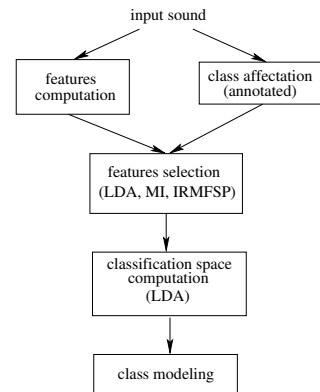 input sound
features
computation
class affectation
(annotated)
features selection
(LDA, MI, IRMFSP)
classification space
computation
(LDA)
class modeling